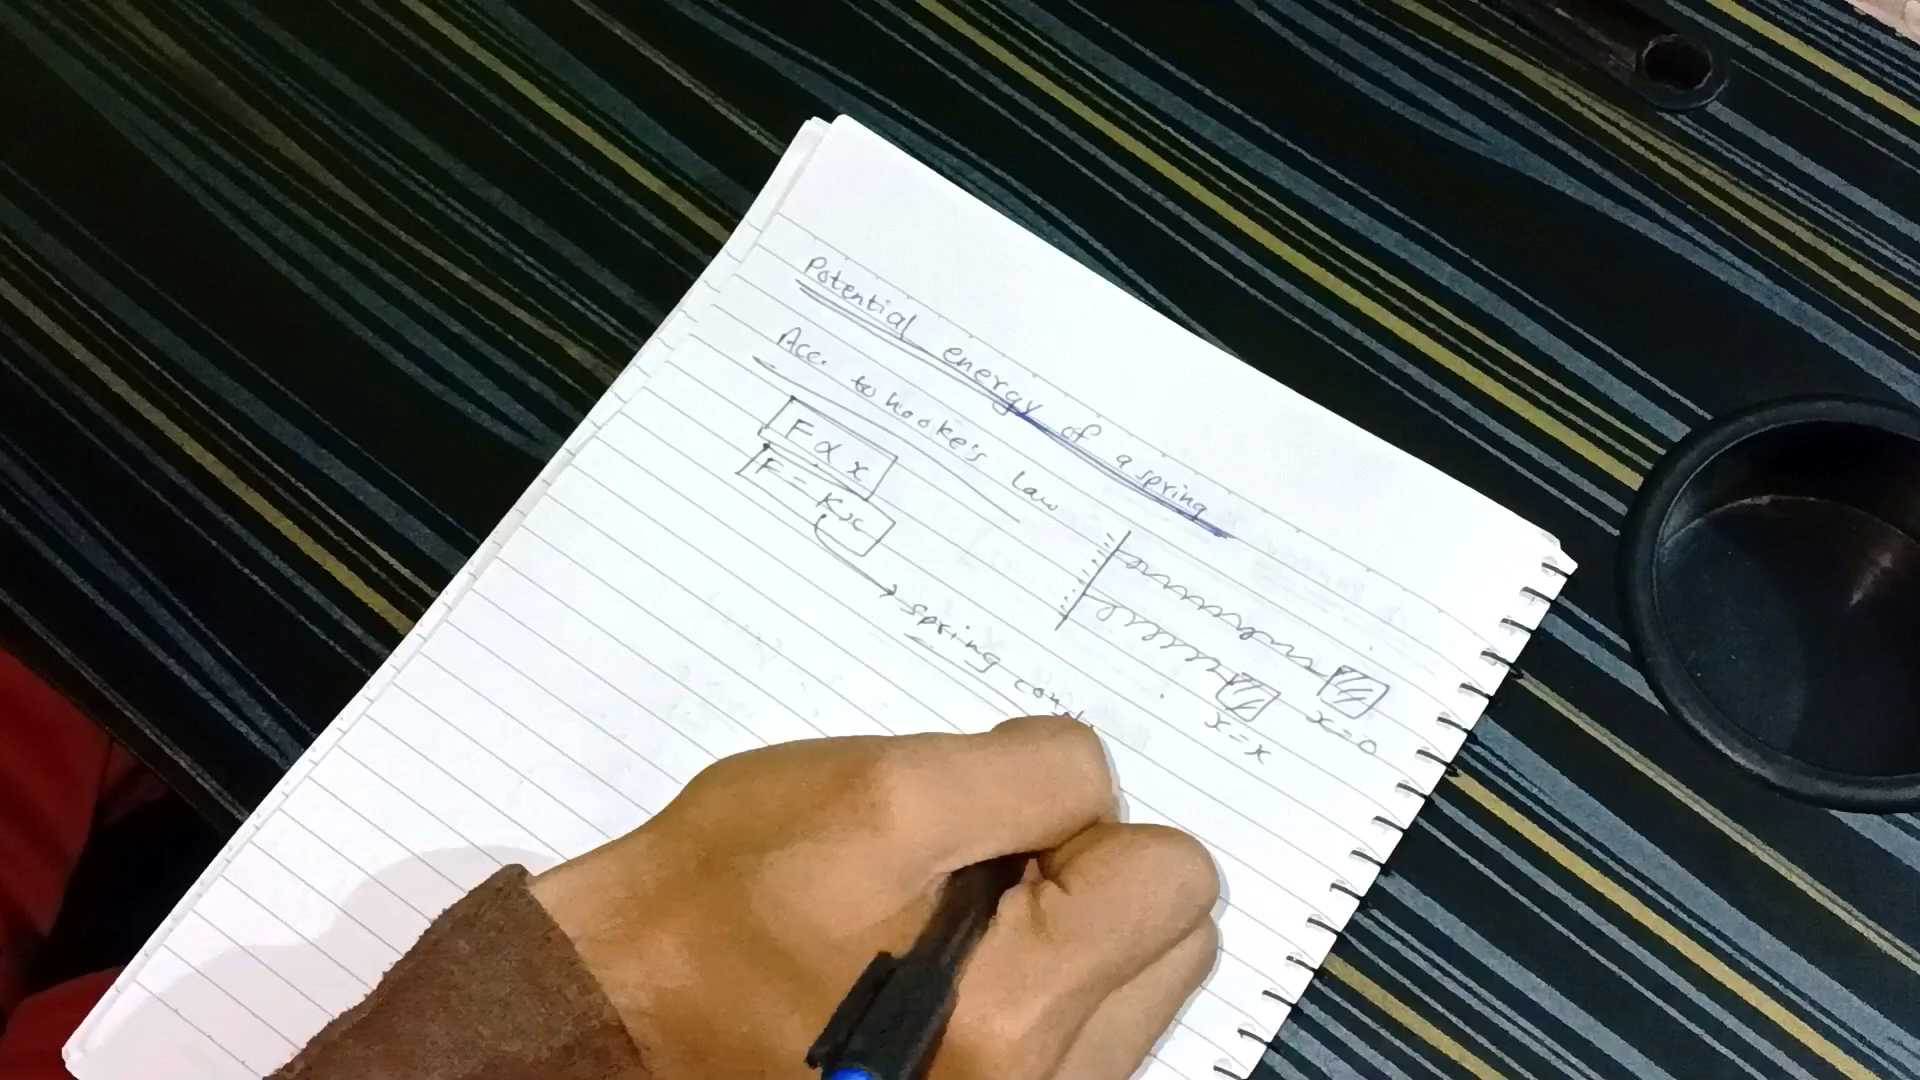 Potential energy of a spring
Acc. to hooke's law
F ∝ x
F = Kx
spring
x=0
x=x